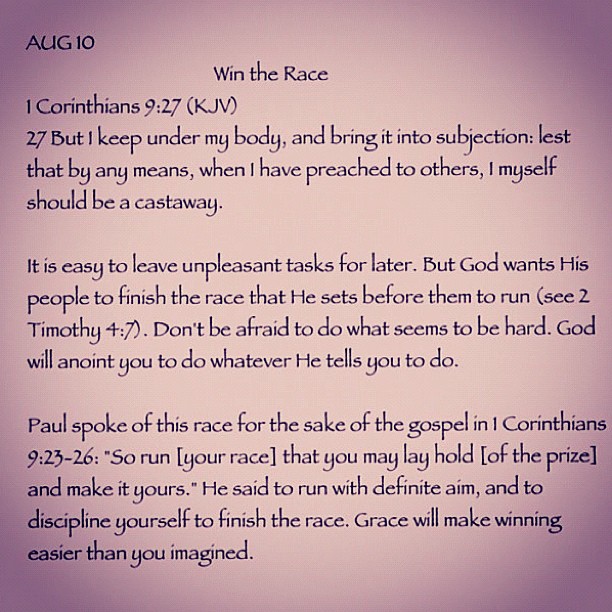 AUG 10
Win the Race
1 Corinthians 9:27 (KJV)
27 But I keep under my body, and bring it into subjection: lest
that by any means, when I have preached to others, I myself
should be a castaway.
It is easy to leave unpleasant tasks for later. But God wants His
people to finish the race that He sets before them to run (see 2
Timothy 4:7). Don't be afraid to do what seems to be hard. God
will anoint you to do whatever He tells you to do.
Paul spoke of this race for the sake of the gospel in 1 Corinthians
9:23-26: "So run [your race] that you may lay hold [of the prize]
and make it yours." He said to run with definite aim, and to
discipline yourself to finish the race. Grace will make winning
easier than you imagined.